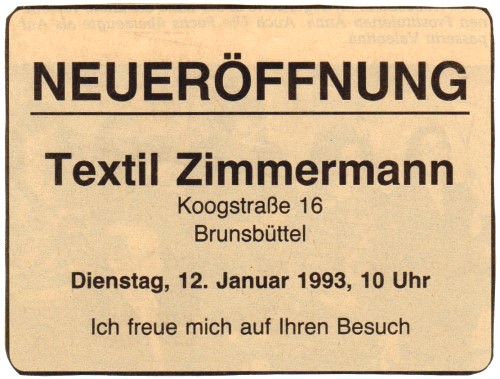 NEUERÖFFNUNG
Textil Zimmermann
Koogstraße 16
Brunsbüttel
Dienstag, 12. Januar 1993, 10 Uhr
Ich freue mich auf Ihren Besuch